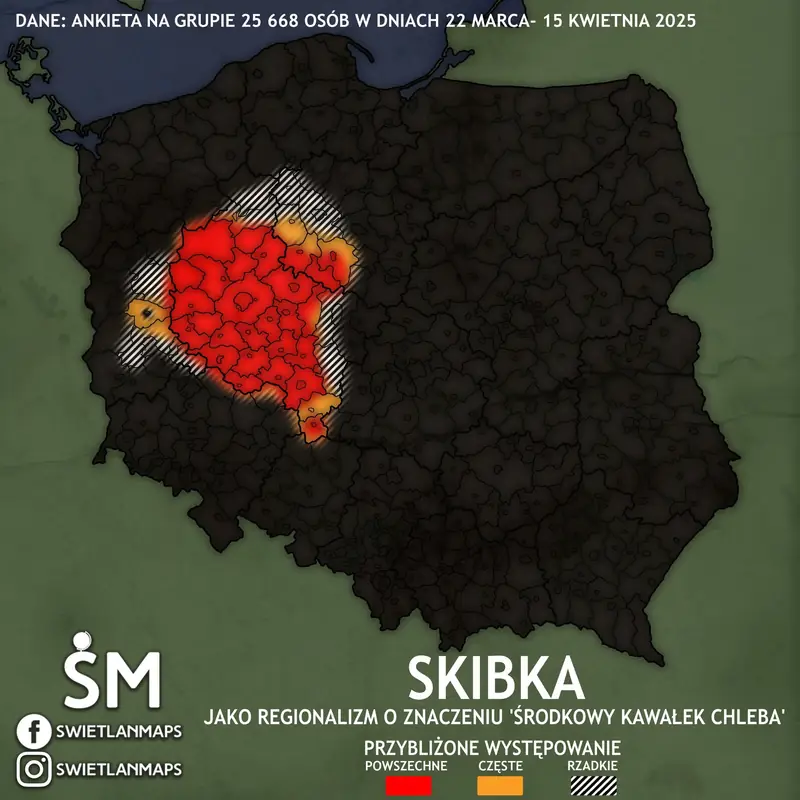 DANE: ANKIETA NA GRUPIE 25 668 OSÓB W DNIACH 22 MARCA- 15 KWIETNIA 2025
ŚM
SWIETLANMAPS
SWIETLANMAPS
SKIBKA
JAKO REGIONALIZM O ZNACZENIU 'ŚRODKOWY KAWAŁEK CHLEBA'
PRZYBLIŻONE WYSTĘPOWANIE
POWSZECHNE CZĘSTE RZADKIE